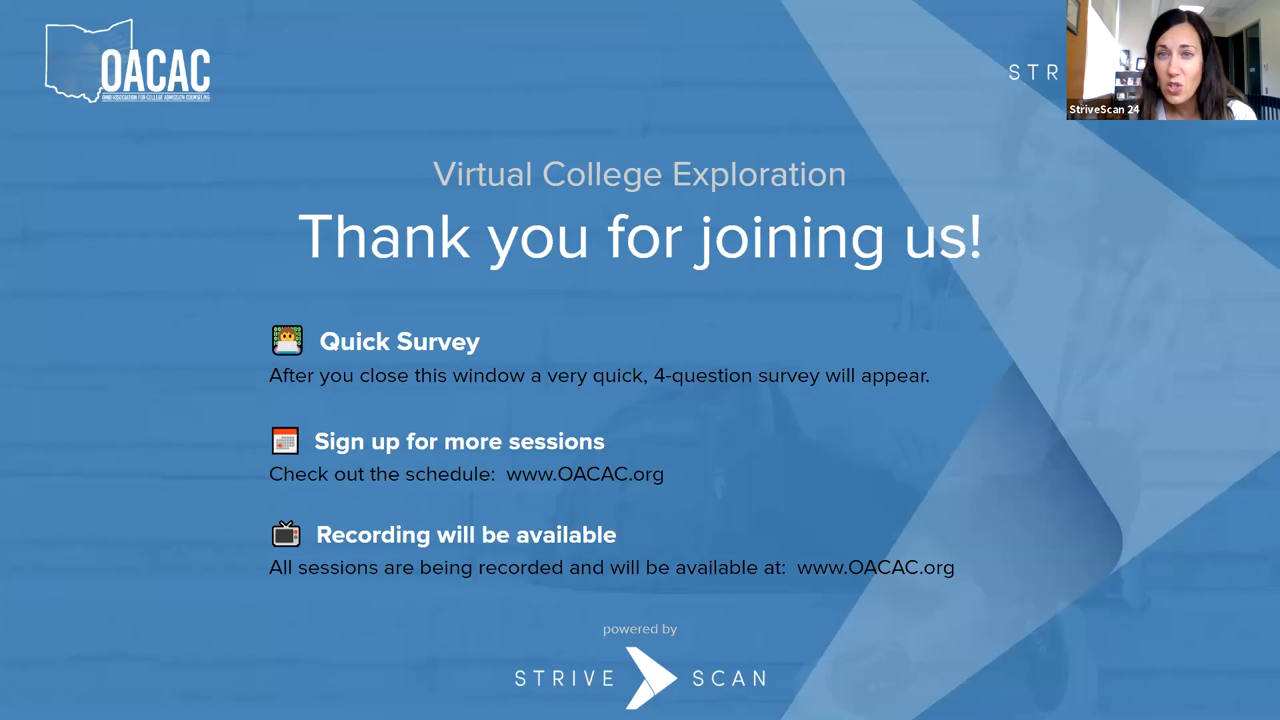 OACAC
OHIO ASSOCIATION FOR COLLEGE ADMISSION COUNSELING
STR
StriveScan 24
Virtual College Exploration
Thank you for joining us!
Quick Survey
After you close this window a very quick, 4-question survey will appear.
Sign up for more sessions
Check out the schedule: www.OACAC.org
Recording will be available
All sessions are being recorded and will be available at: www.OACAC.org
powered by
STRIVE SCAN